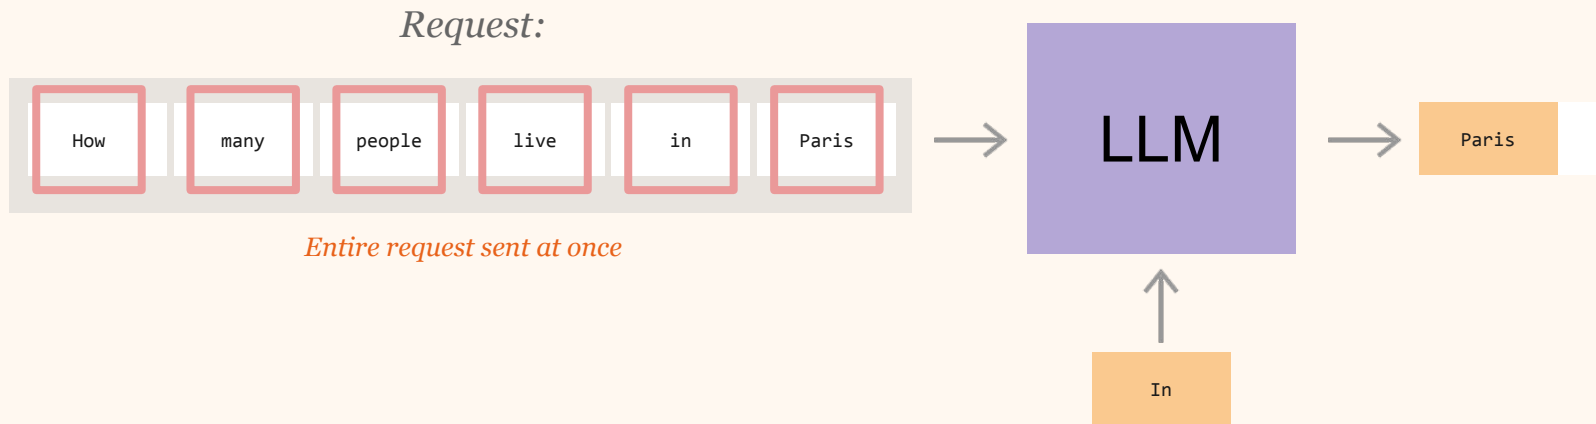 Request:
How many people live in Paris
LLM
Paris
Entire request sent at once
In